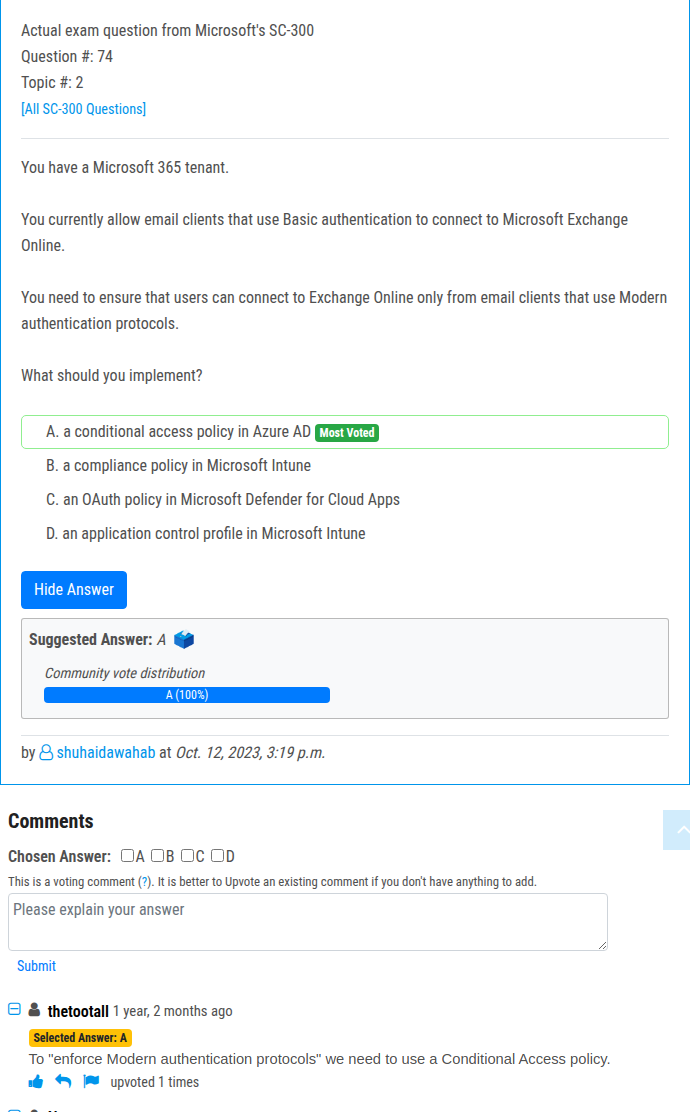 Actual exam question from Microsoft's SC-300
Question #: 74
Topic #: 2
[All SC-300 Questions]
You have a Microsoft 365 tenant.
You currently allow email clients that use Basic authentication to connect to Microsoft Exchange
Online.
You need to ensure that users can connect to Exchange Online only from email clients that use Modern
authentication protocols.
What should you implement?
A. a conditional access policy in Azure AD Most Voted
B. a compliance policy in Microsoft Intune
C. an OAuth policy in Microsoft Defender for Cloud Apps
D. an application control profile in Microsoft Intune
Hide Answer
Suggested Answer: A
Community vote distribution
A (100%)
by shuhaidawahab at Oct. 12, 2023, 3:19 p.m.
Comments
Chosen Answer: A B C D
This is a voting comment (?). It is better to Upvote an existing comment if you don't have anything to add.
Please explain your answer
Submit
thetootall 1 year, 2 months ago
Selected Answer: A
To "enforce Modern authentication protocols" we need to use a Conditional Access policy.
upvoted 1 times